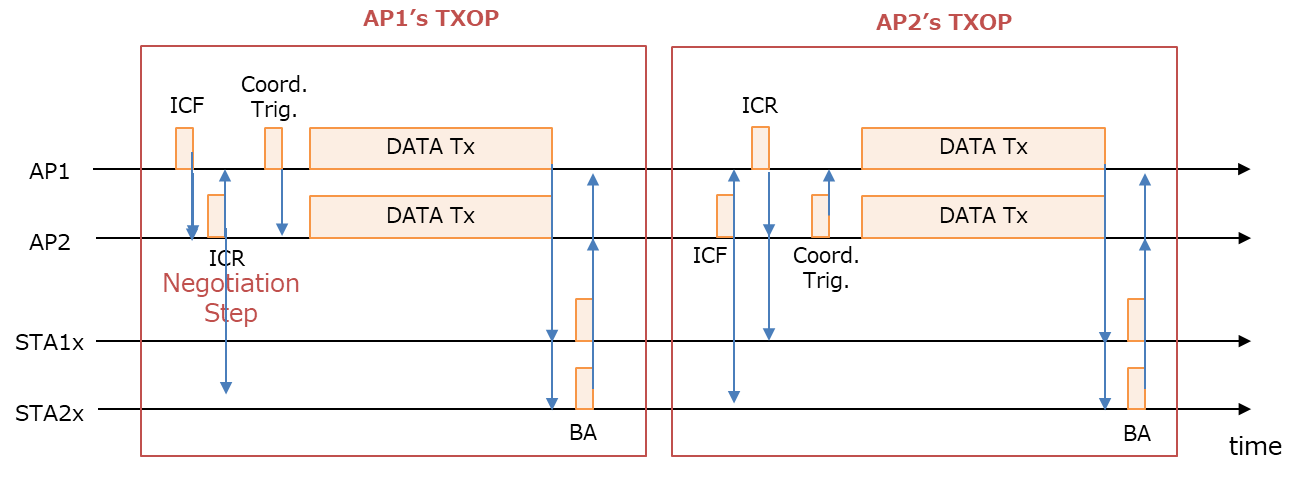 AP1's TXOP
AP2's TXOP
ICF
Coord.
Trig.
ICR
DATA Tx
DATA Tx
AP1
DATA Tx
DATA Tx
AP2
ICR
Negotiation
Step
ICF
Coord.
Trig.
STA1x
STA2x
BA
BA
time